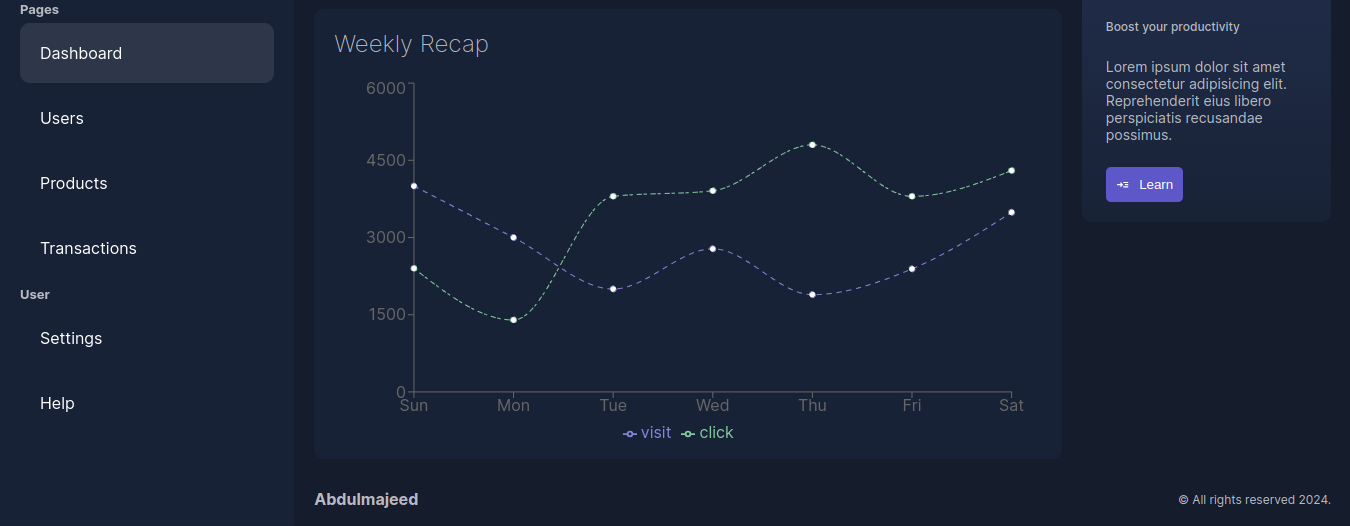 Pages
Dashboard
Users
Products
Transactions
User
Settings
Help
Weekly Recap
6000
4500
3000
1500
0
Sun Mon Tue Wed Thu Fri Sat
visit click
Boost your productivity
Lorem ipsum dolor sit amet
consectetur adipisicing elit.
Reprehenderit eius libero
perspiciatis recusandae
possimus.
Learn
Abdulmajeed
© All rights reserved 2024.